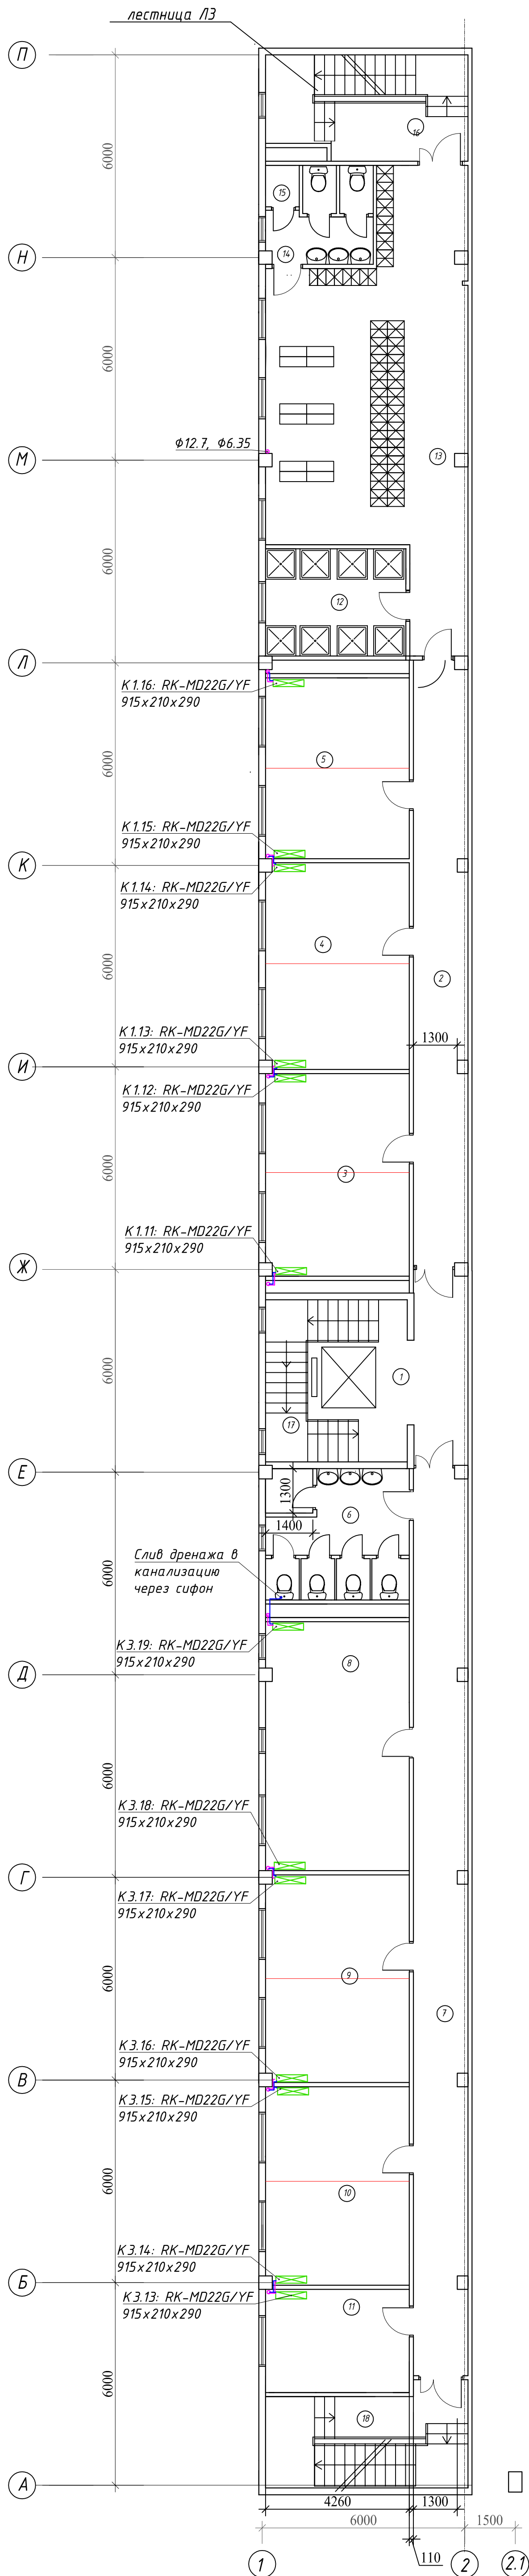 лестница Л3
П
16
6000
15
14
Н
6000
Ф12.7, Ф6.35
М
13
6000
12
Л
К1.16: RK-MD22G/YF
915x210x290
5
6000
К1.15: RK-MD22G/YF
915x210x290
К
К1.14: RK-MD22G/YF
915x210x290
4
2
6000
К1.13: RK-MD22G/YF
915x210x290
1300
И
К1.12: RK-MD22G/YF
915x210x290
3
6000
К1.11: RK-MD22G/YF
915x210x290
Ж
6000
1
17
Е
1300
6
1400
Слив дренажа в
канализацию
через сифон
6000
К3.19: RK-MD22G/YF
915x210x290
8
Д
6000
К3.18: RK-MD22G/YF
915x210x290
Г
К3.17: RK-MD22G/YF
915x210x290
9
6000
7
К3.16: RK-MD22G/YF
915x210x290
В
К3.15: RK-MD22G/YF
915x210x290
10
6000
К3.14: RK-MD22G/YF
915x210x290
Б
К3.13: RK-MD22G/YF
915x210x290
11
6000
18
А
4260
1300
6000
1500
110
1
2
2.1